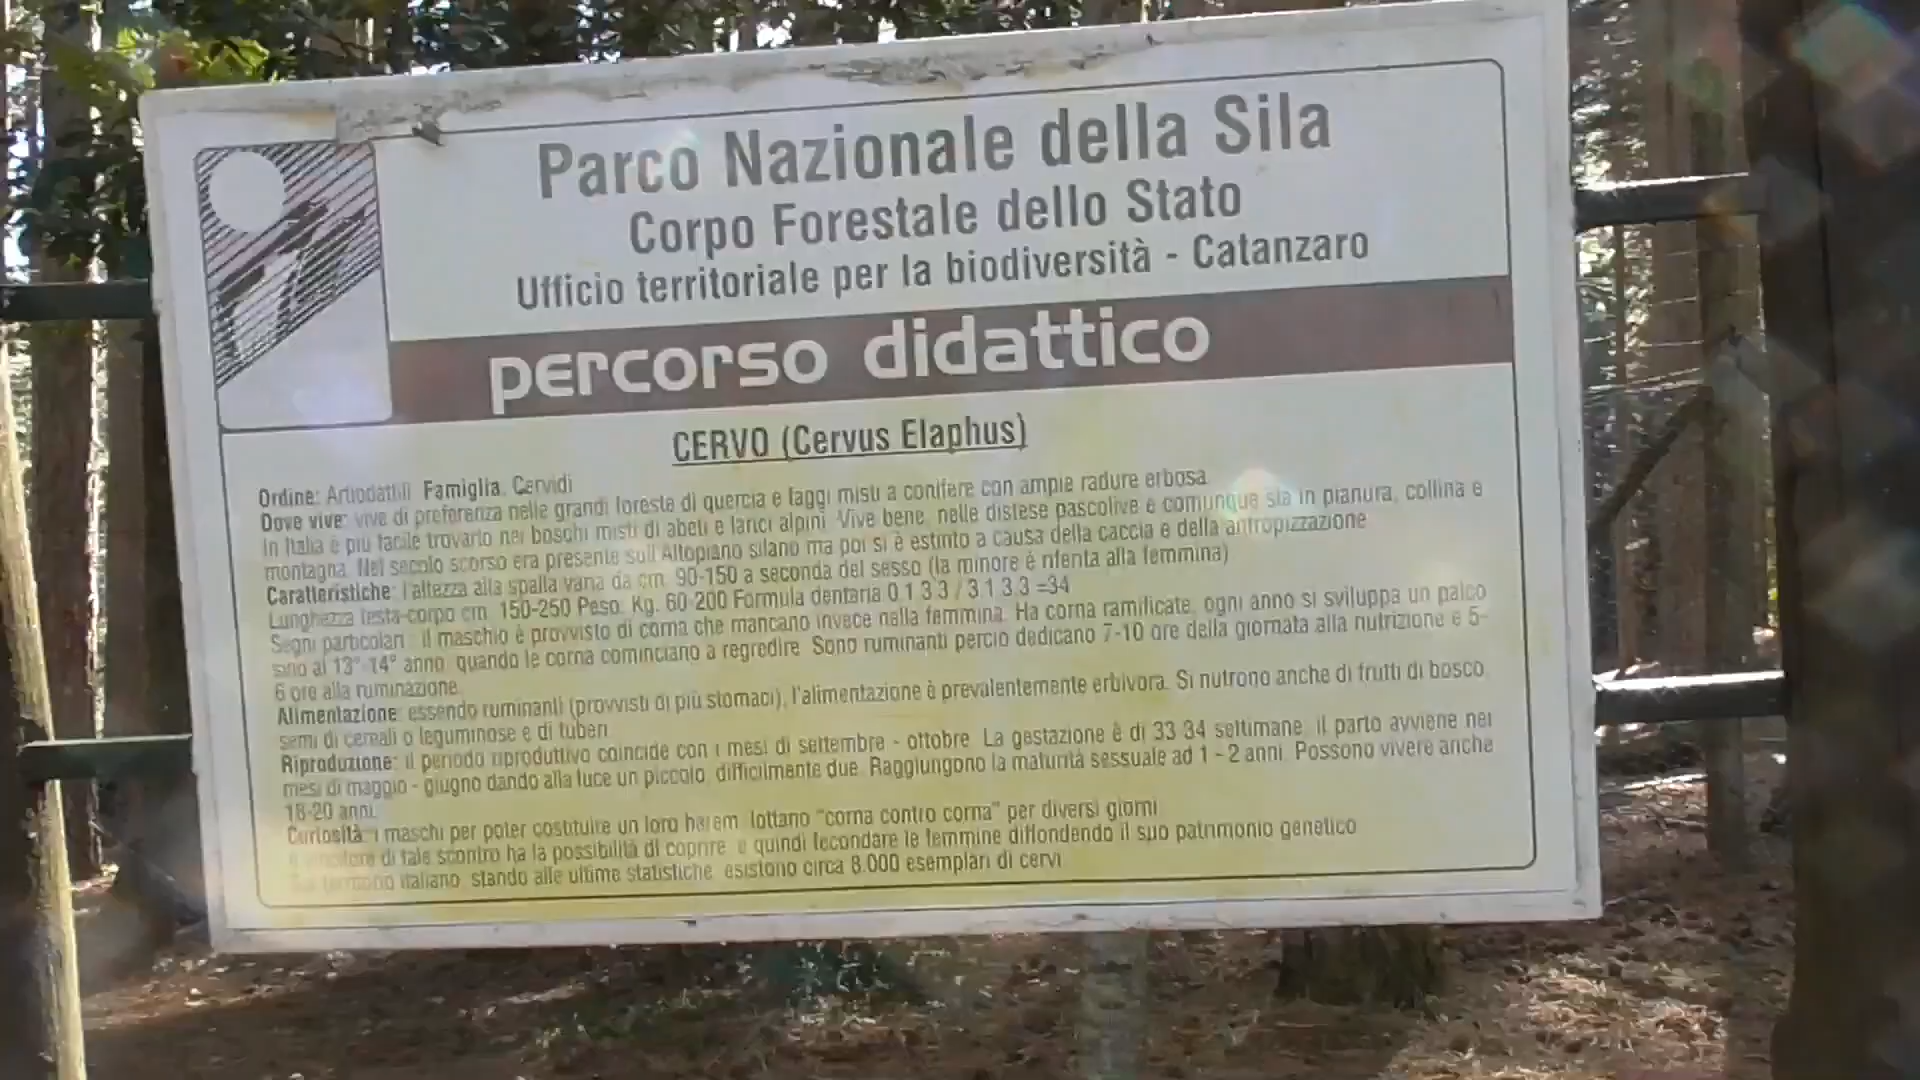 Parco Nazionale della Sila
Corpo Forestale dello Stato
Ufficio territoriale per la biodiversità - Catanzaro
percorso didattico
CERVO (Cervus Elaphus)
Ordine: Artiodattili Famiglia: Cervidi
Dove vive: vive di preferenza nelle grandi foreste di quercia e faggi misti a conifere con ampie radure erbosa.
In Italia è più facile trovarlo nei boschi misti di abeti e larici alpini. Vive bene, nelle distese pascolive e comunque sia in pianura, collina e
montagna. Nel secolo scorso era presente sull'Altopiano silano ma poi si è estinto a causa della caccia e della antropizzazione
Caratteristiche: l'altezza alla spalla varia da cm. 90-150 a seconda del sesso (la minore è riferita alla femmina)
Lunghezza testa-corpo cm. 150-250 Peso: Kg. 60-200 Formula dentaria 0.1.3.3 / 3.1.3.3 =34
Segni particolari : il maschio è provvisto di corna che mancano invece nella femmina. Ha corna ramificate, ogni anno si sviluppa un palco
sino al 13°-14° anno, quando le corna cominciano a regredire. Sono ruminanti perciò dedicano 7-10 ore della giornata alla nutrizione e 5-
6 ore alla ruminazione.
Alimentazione: essendo ruminanti (provvisti di più stomaci), l'alimentazione è prevalentemente erbivora. Si nutrono anche di frutti di bosco,
semi di cereali o leguminose e di tuberi.
Riproduzione: il periodo riproduttivo coincide con i mesi di settembre - ottobre. La gestazione è di 33-34 settimane, il parto avviene nei
mesi di maggio - giugno dando alla luce un piccolo, difficilmente due. Raggiungono la maturità sessuale ad 1 - 2 anni. Possono vivere anche
18-20 anni.
Curiosità: i maschi per poter costituire un loro harem, lottano "corna contro corna" per diversi giorni.
di tale scontro ha la possibilità di coprire, e quindi fecondare le femmine diffondendo il suo patrimonio genetico
italiano, stando alle ultime statistiche, esistono circa 8.000 esemplari di cervi